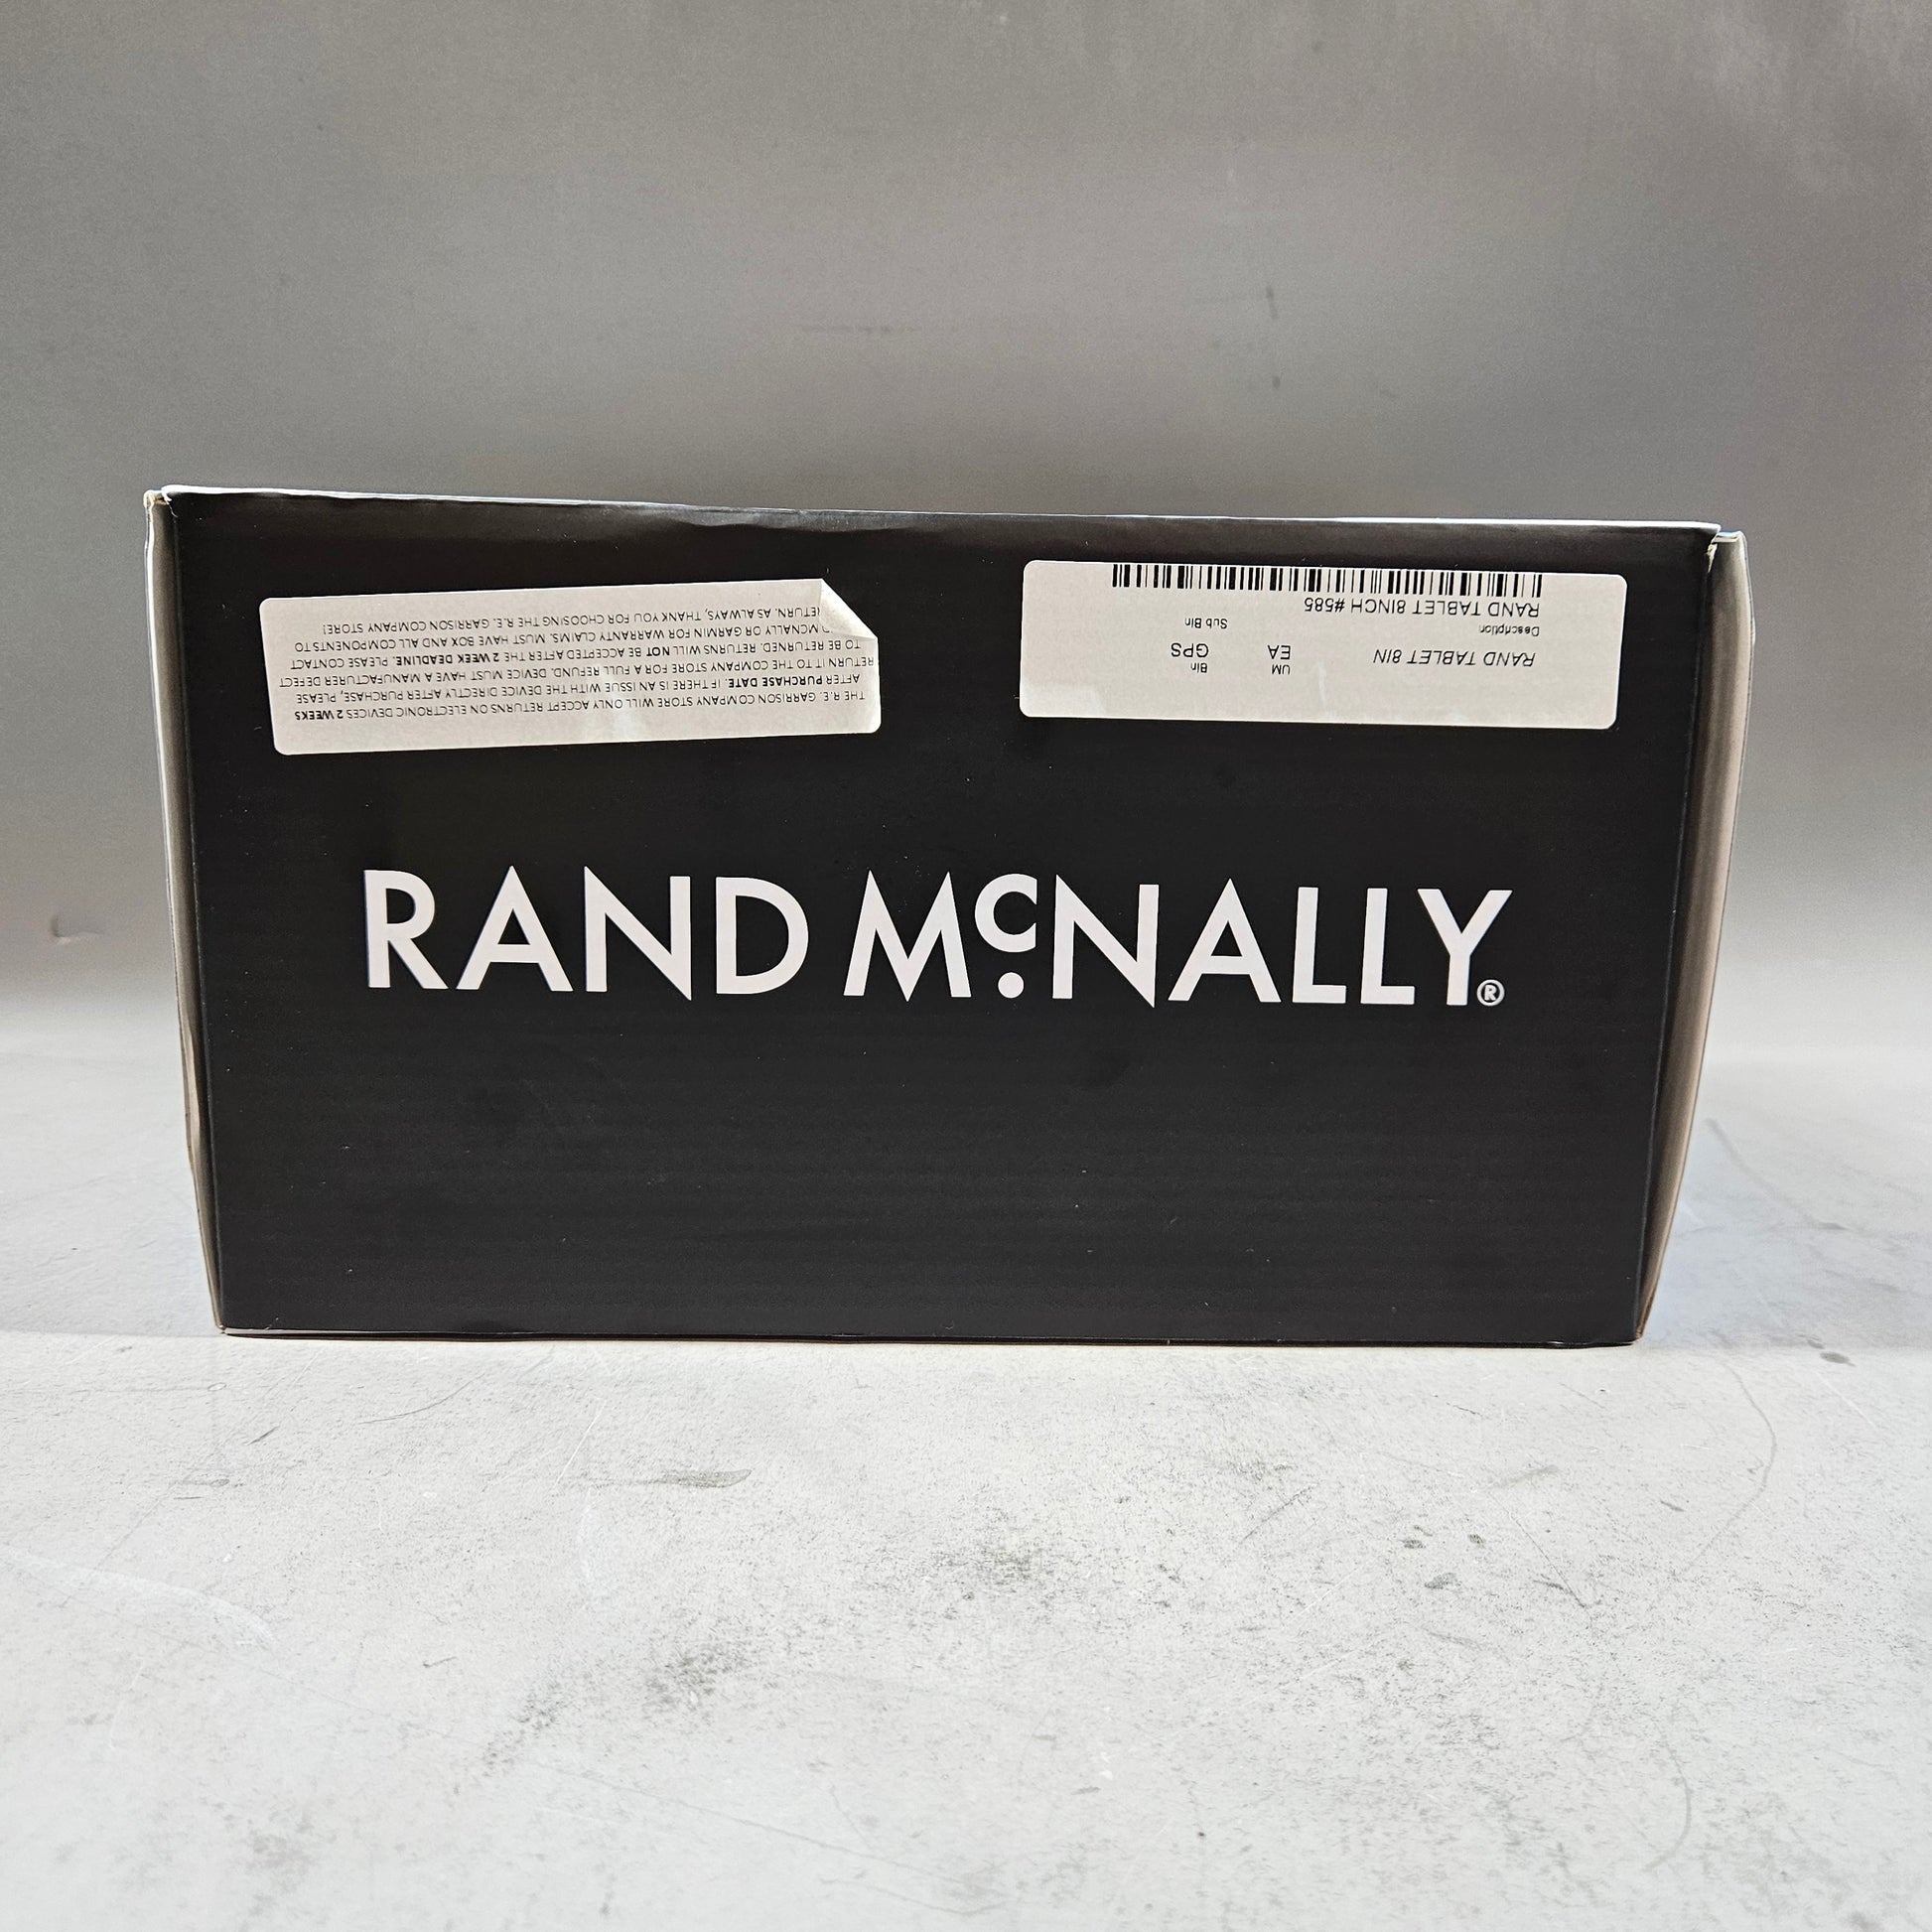 THE R.E. GARRISON COMPANY STORE WILL ONLY ACCEPT RETURNS ON ELECTRONIC DEVICES 2 WEEKS
AFTER PURCHASE DATE. IF THERE IS AN ISSUE WITH THE DEVICE DIRECTLY AFTER PURCHASE, PLEASE
RETURN IT TO THE COMPANY STORE FOR A FULL REFUND. DEVICE MUST HAVE A MANUFACTURER DEFECT
TO BE RETURNED. RETURNS WILL NOT BE ACCEPTED AFTER THE 2 WEEK DEADLINE. PLEASE CONTACT
MCNALLY OR GARMIN FOR WARRANTY CLAIMS. MUST HAVE BOX AND ALL COMPONENTS TO
ETURN. AS ALWAYS, THANK YOU FOR CHOOSING THE R.E. GARRISON COMPANY STORE!
RAND TABLET 8IN
UM
EA
Bin
GPS
Description
RAND TABLET 8INCH #585
Sub Bin
RAND McNALLY®